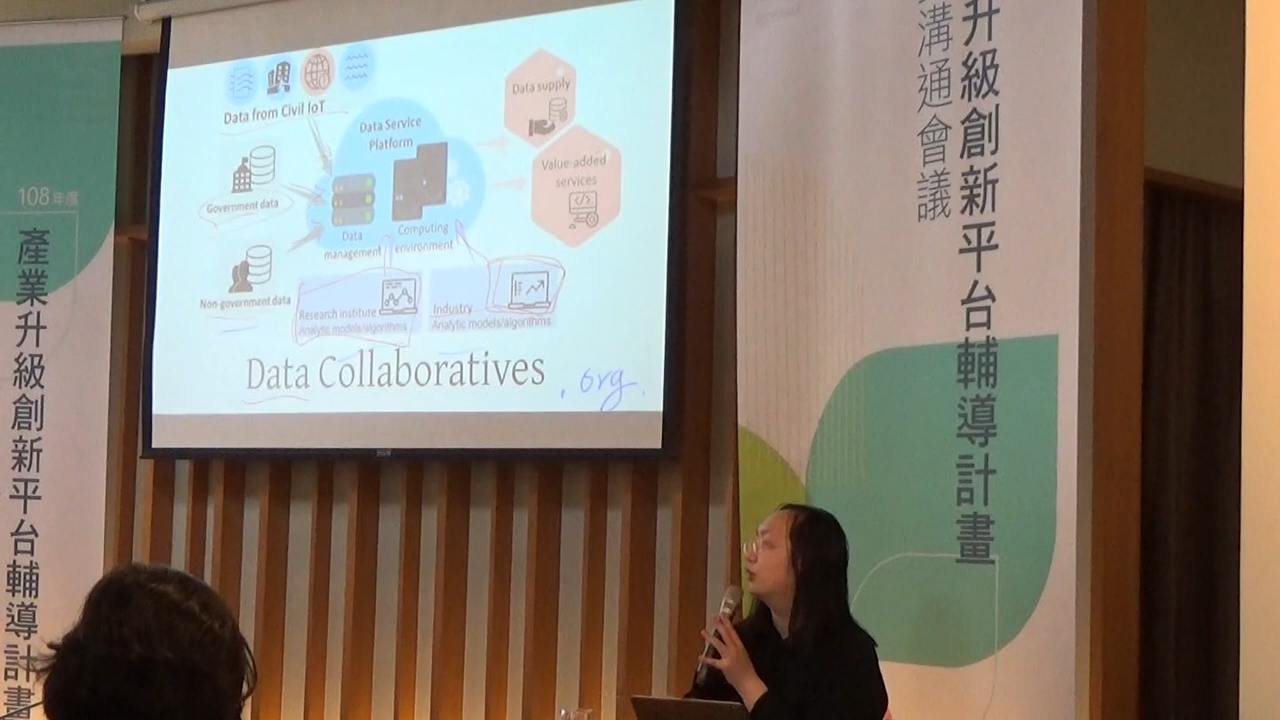 108年度
產業升級創新平台輔導計畫
Data from Civil IoT
Government data
Non-government data
Data Service
Platform
Data
management
Computing
environment
Data supply
Value-added
services
Research institute
Analytic models/algorithms
Industry
Analytic models/algorithms
Data Collaboratives
.org
升級創新平台輔導計畫
溝通會議